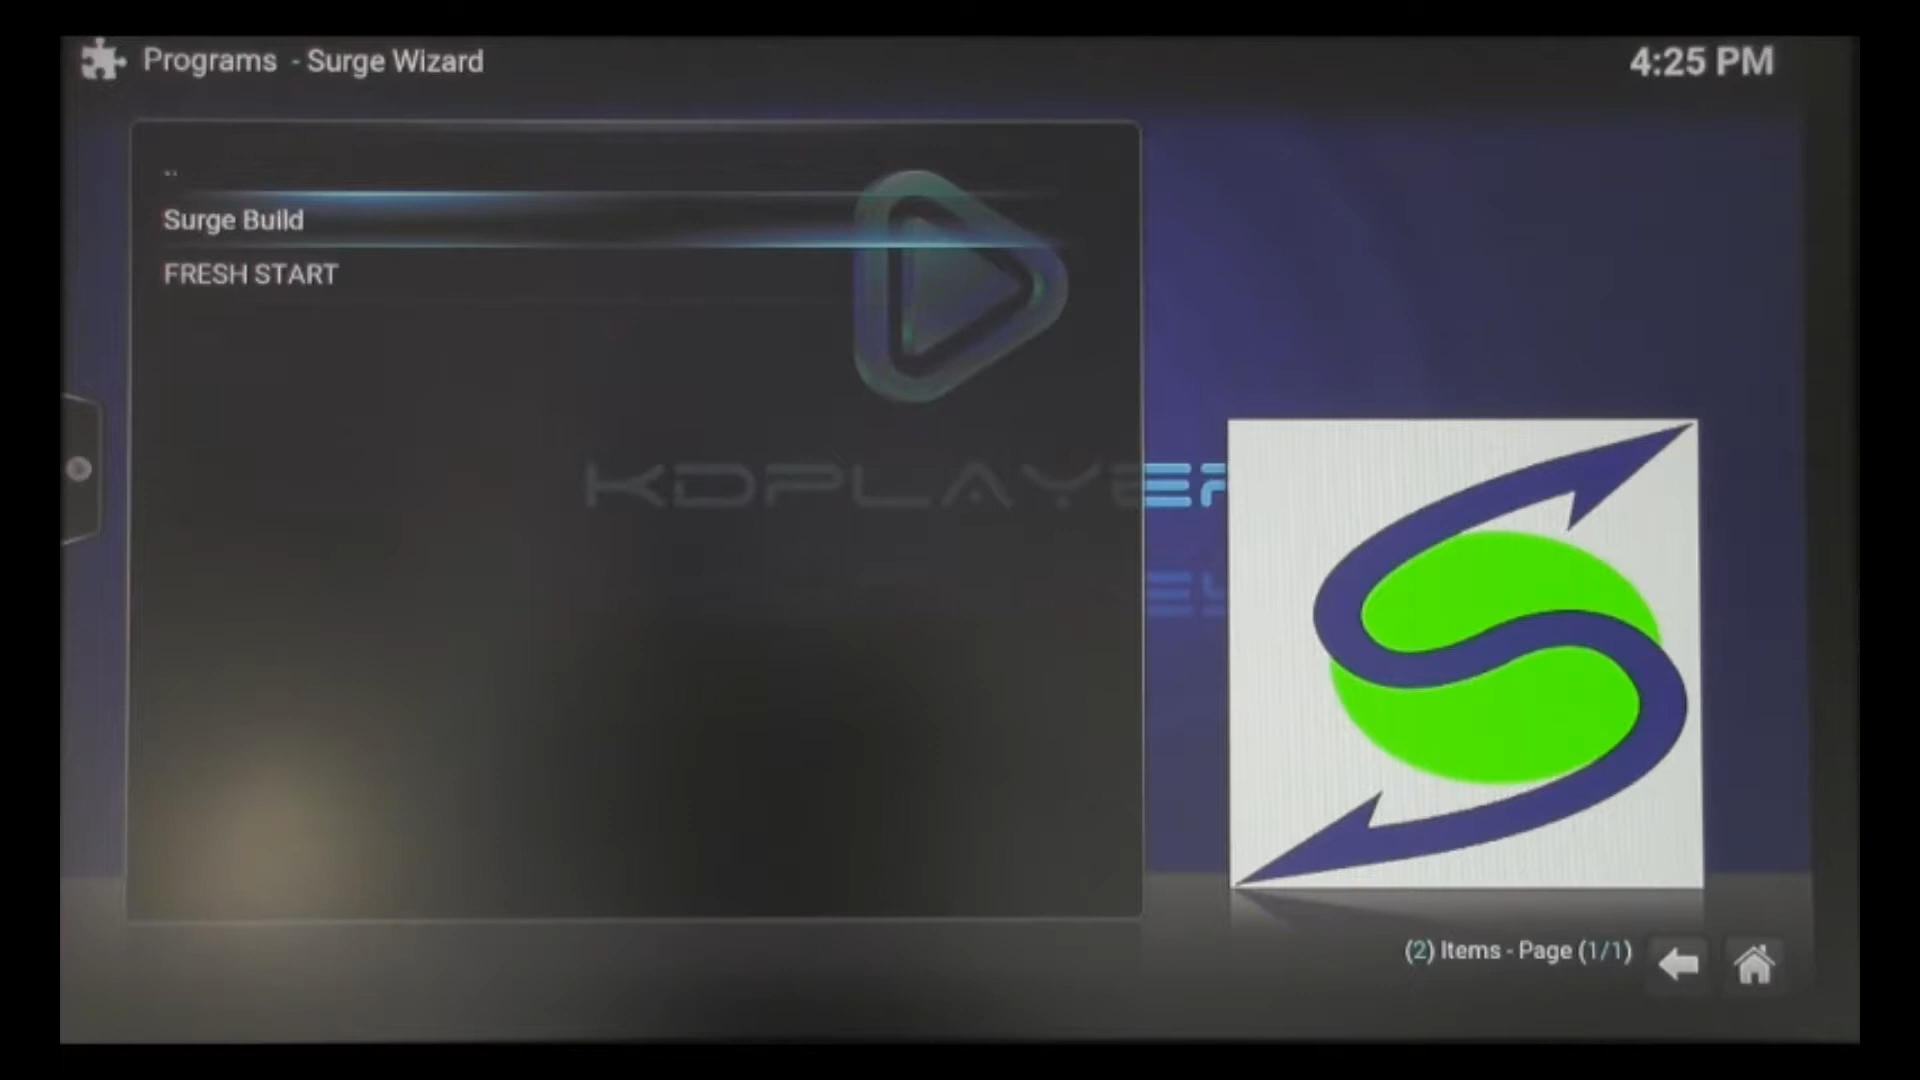 Programs - Surge Wizard
4:25 PM
..
Surge Build
FRESH START
KDPLAYER
(2) Items - Page (1/1)